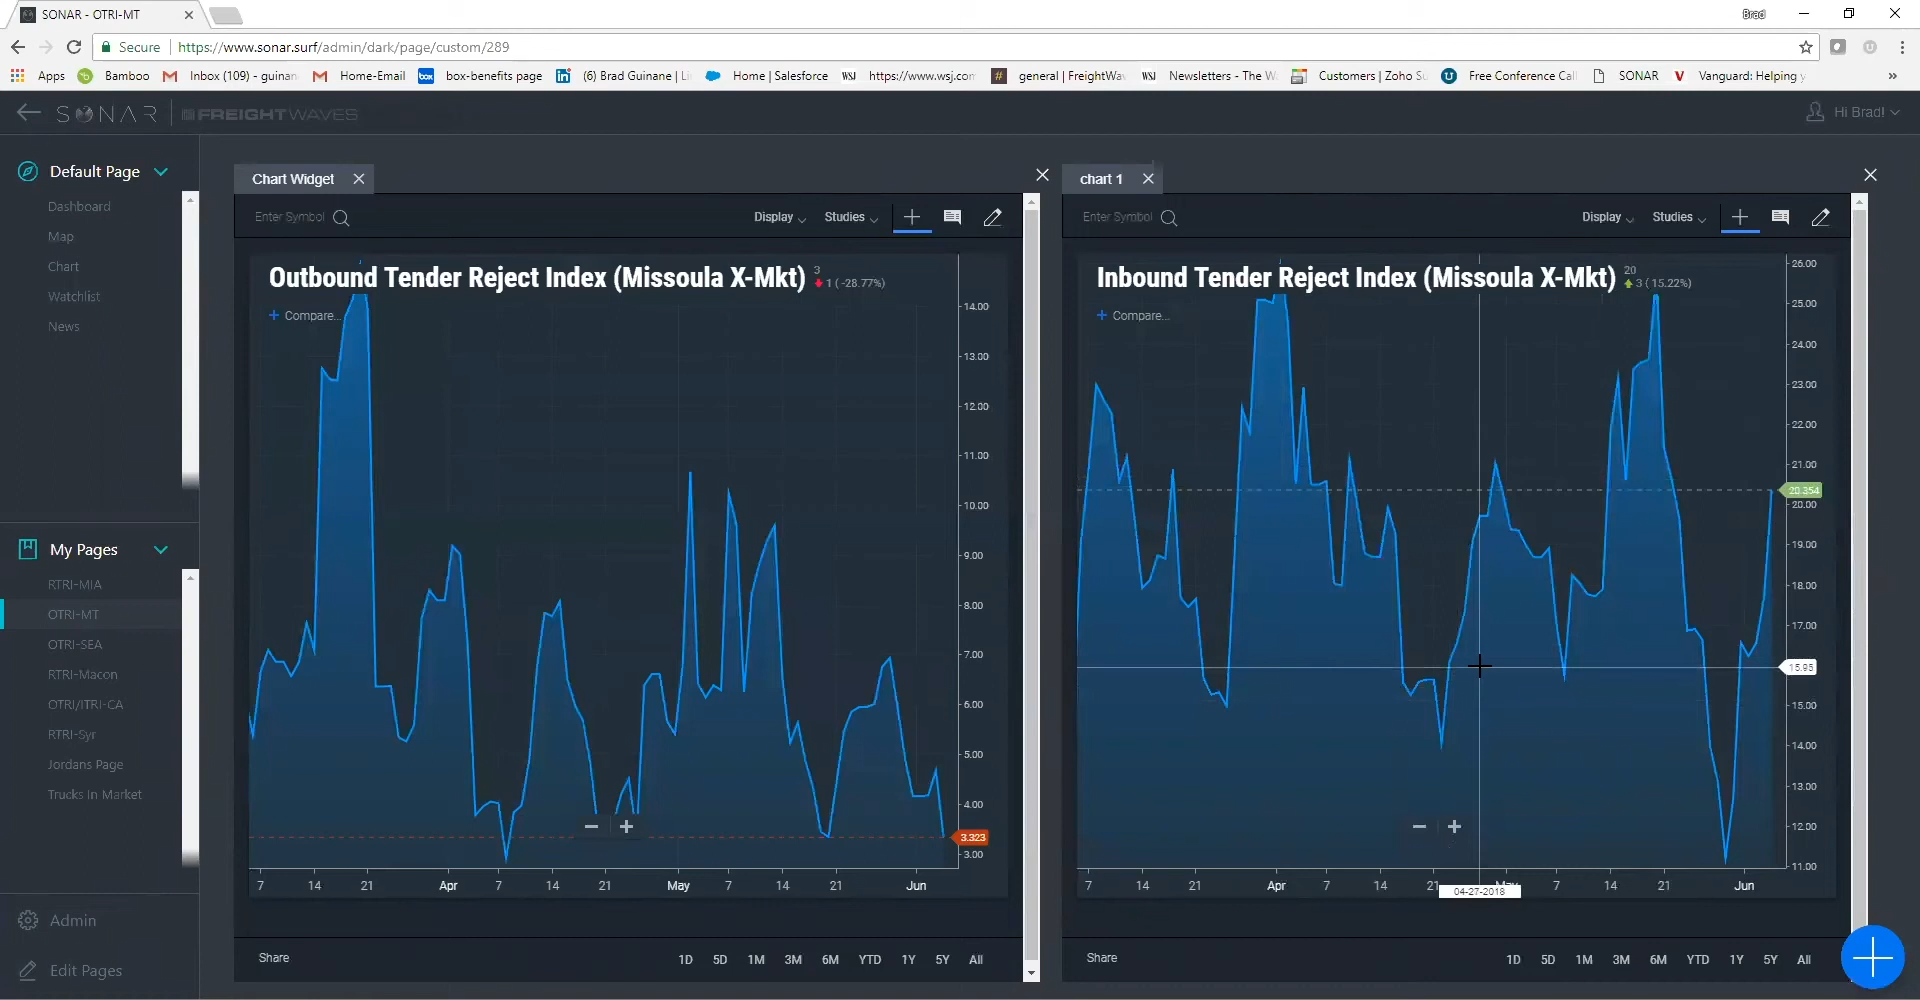 SONAR - OTRI-MT
Brad
Secure https://www.sonar.surf/admin/dark/page/custom/289
Apps Bamboo Inbox (109) - guinan Home-Email box-benefits page (6) Brad Guinane | Li Home | Salesforce https://www.wsj.con general | FreightWa Newsletters - The W Customers | Zoho Su Free Conference Cal SONAR Vanguard: Helping y »
SONAR FREIGHTWAVES
Hi Brad!
Default Page
Dashboard
Map
Chart
Watchlist
News
My Pages
RTRI-MIA
OTRI-MT
OTRI-SEA
RTRI-Macon
OTRI/ITRI-CA
RTRI-Syr
Jordans Page
Trucks In Market
Admin
Edit Pages
Chart Widget
Enter Symbol Display Studies
Outbound Tender Reject Index (Missoula X-Mkt) 3
1 ( -28.77%)
+ Compare...
14.00
13.00
12.00
11.00
10.00
9.00
8.00
7.00
6.00
5.00
4.00
3.323
3.00
7 14 21 Apr 7 14 21 May 7 14 21 Jun
Share 1D 5D 1M 3M 6M YTD 1Y 5Y All
chart 1
Enter Symbol Display Studies
Inbound Tender Reject Index (Missoula X-Mkt) 20
3 ( 15.22%)
+ Compare...
26.00
25.00
24.00
23.00
22.00
21.00
20.354
20.00
19.00
18.00
17.00
15.95
15.00
14.00
13.00
12.00
11.00
7 14 21 Apr 7 14 21 May 7 14 21 Jun
04-27-2018
Share 1D 5D 1M 3M 6M YTD 1Y 5Y All